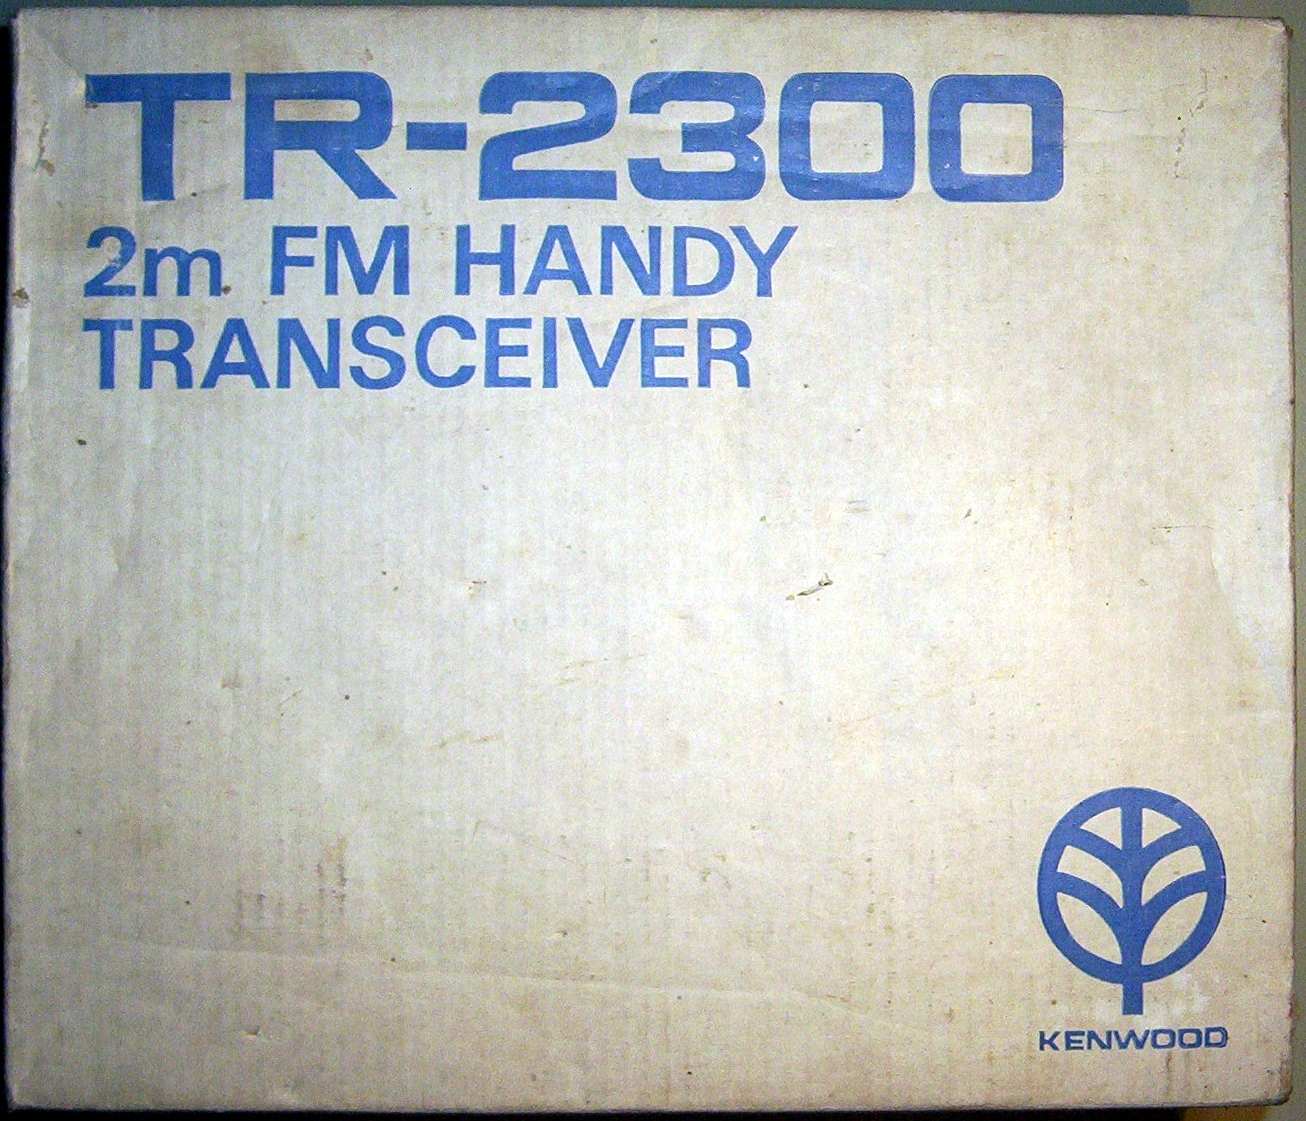 TR-2300
2m FM HANDY
TRANSCEIVER
KENWOOD